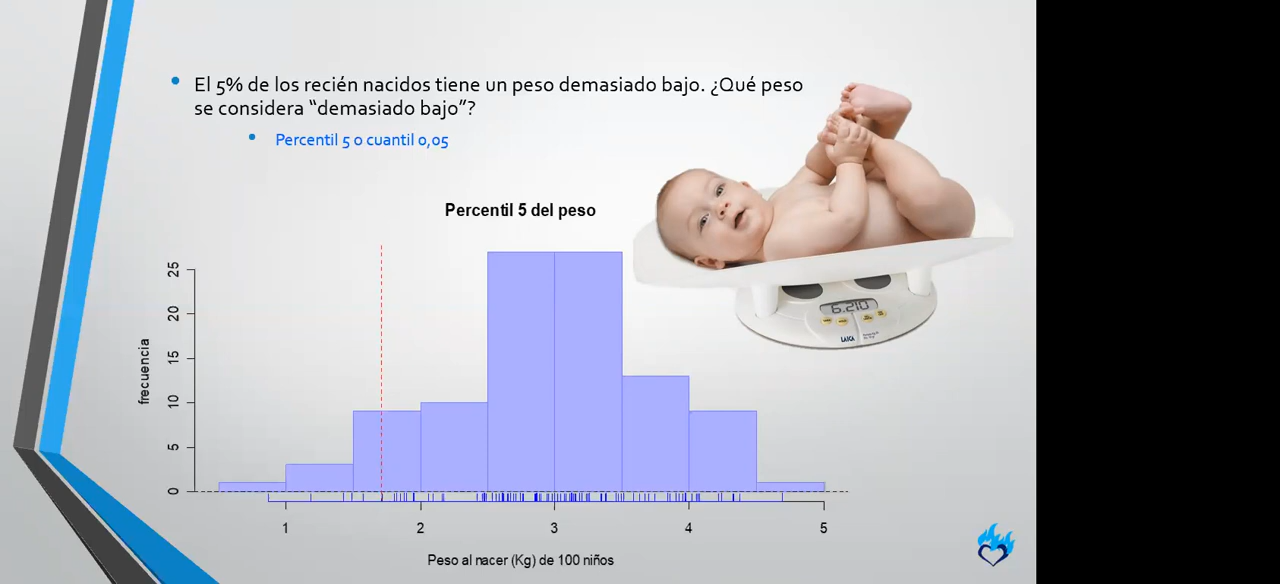 El 5% de los recién nacidos tiene un peso demasiado bajo. ¿Qué peso
se considera “demasiado bajo”?
Percentil 5 o cuantil 0,05
Percentil 5 del peso
frecuencia
25
20
15
10
5
0
1 2 3 4 5
Peso al nacer (Kg) de 100 niños
6.210
LAICA